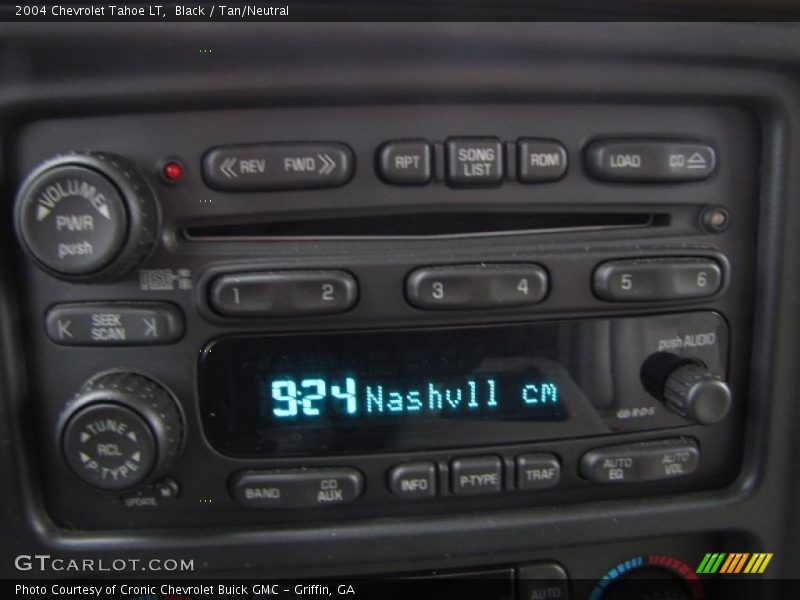 2004 Chevrolet Tahoe LT, Black / Tan/Neutral
REV FWD
RPT
SONG
LIST
RDM
LOAD CD
VOLUME
PWR
push
1 2
3 4
5 6
SEEK
SCAN
push AUDIO
9:24 Nashvll cm
R·D·S
TUNE
RCL
P-TYPE
UPDATE
BAND CD
AUX
INFO
P-TYPE
TRAF
AUTO
EQ
AUTO
VOL
GTCARLOT.COM
AUTO
Photo Courtesy of Cronic Chevrolet Buick GMC - Griffin, GA